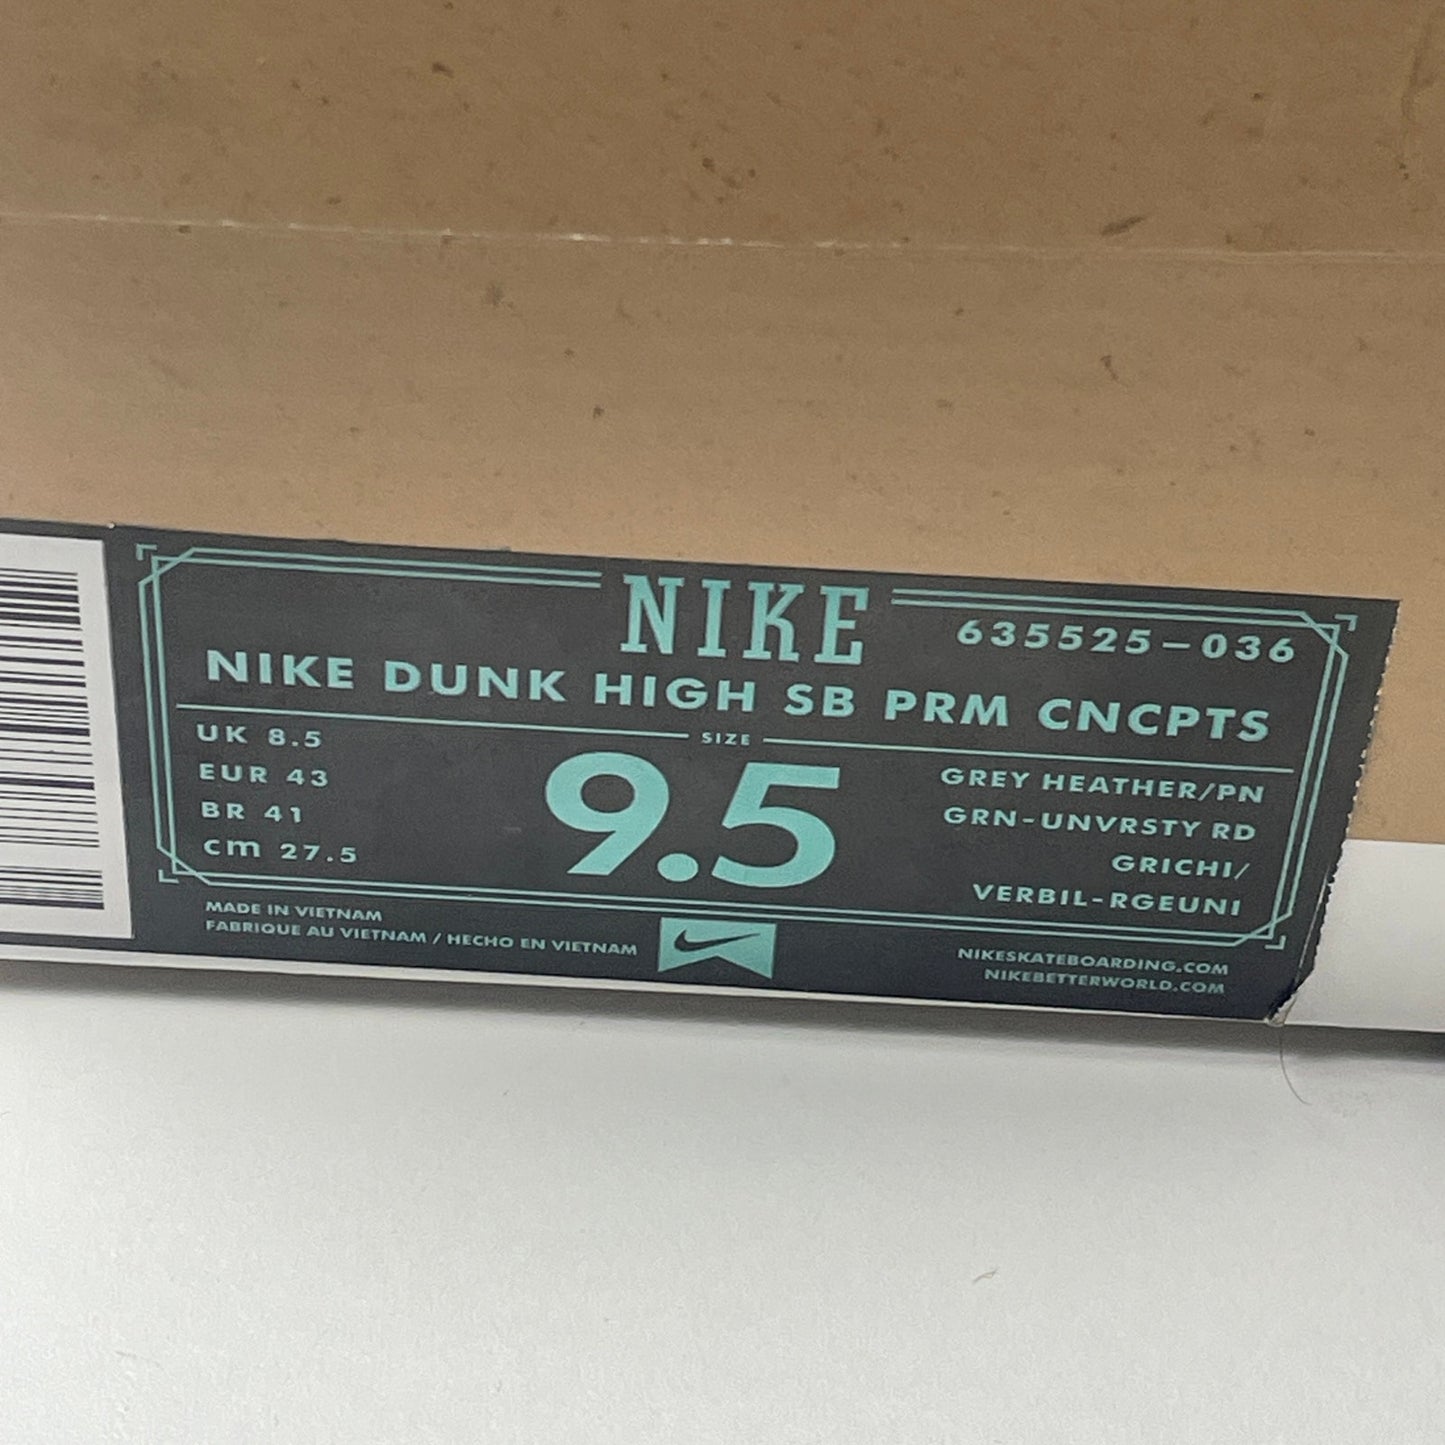 NIKE
635525-036
NIKE DUNK HIGH SB PRM CNCPTS
SIZE
UK 8.5
EUR 43
BR 41
cm 27.5
9.5
GREY HEATHER/PN
GRN-UNVRSTY RD
GRICHI/
VERBIL-RGEUNI
MADE IN VIETNAM
FABRIQUE AU VIETNAM / HECHO EN VIETNAM
NIKESKATEBOARDING.COM
NIKEBETTERWORLD.COM